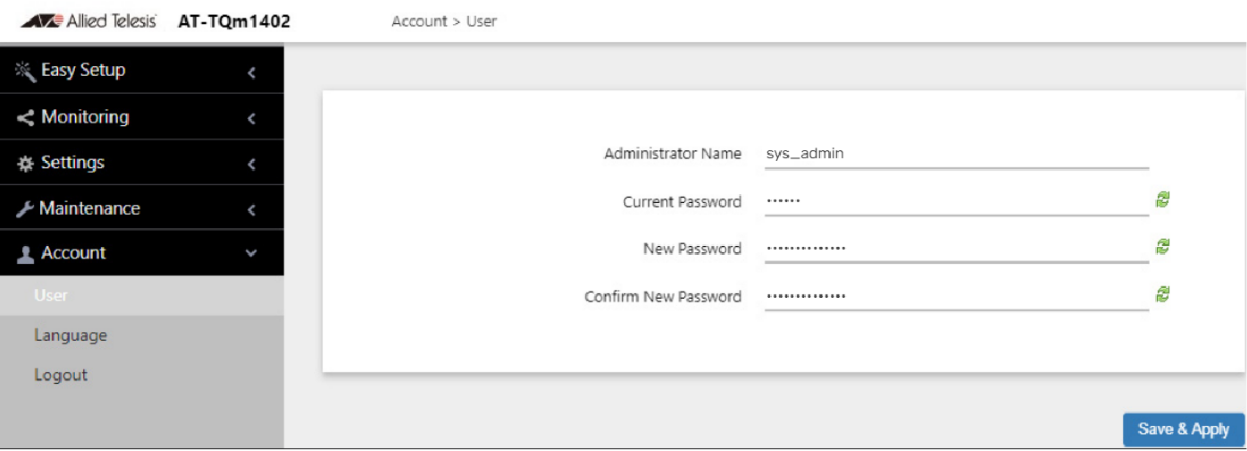 Allied Telesis AT-TQm1402 Account > User
Easy Setup
Monitoring
Settings
Maintenance
Account
User
Language
Logout
Administrator Name sys_admin
Current Password ••••••
New Password ••••••••••••••
Confirm New Password ••••••••••••••
Save & Apply